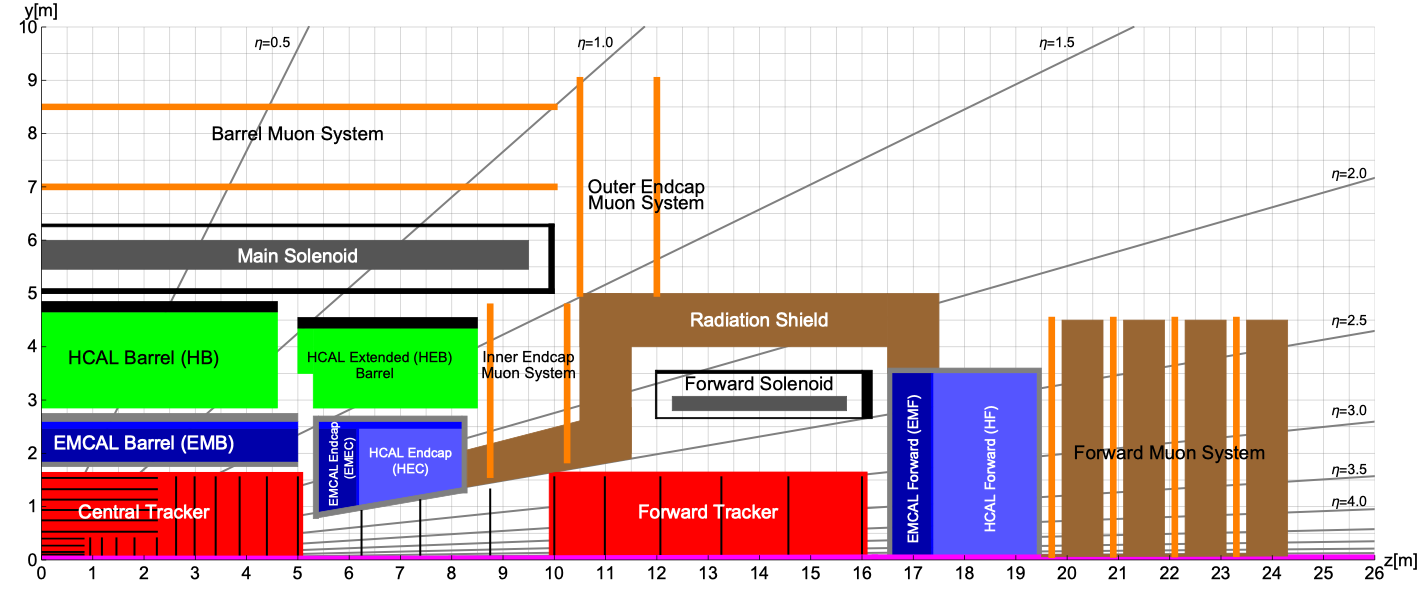 y[m]
10
η=0.5
η=1.0
η=1.5
9
Barrel Muon System
8
7
Outer Endcap
Muon System
η=2.0
6
Main Solenoid
5
Radiation Shield
η=2.5
4
HCAL Barrel (HB)
HCAL Extended (HEB)
Barrel
Inner Endcap
Muon System
Forward Solenoid
3
η=3.0
EMCAL Barrel (EMB)
EMCAL Endcap
(EMEC)
HCAL Endcap
(HEC)
EMCAL Forward (EMF)
HCAL Forward (HF)
Forward Muon System
2
η=3.5
1
Central Tracker
Forward Tracker
η=4.0
0
0 1 2 3 4 5 6 7 8 9 10 11 12 13 14 15 16 17 18 19 20 21 22 23 24 25 26 z[m]